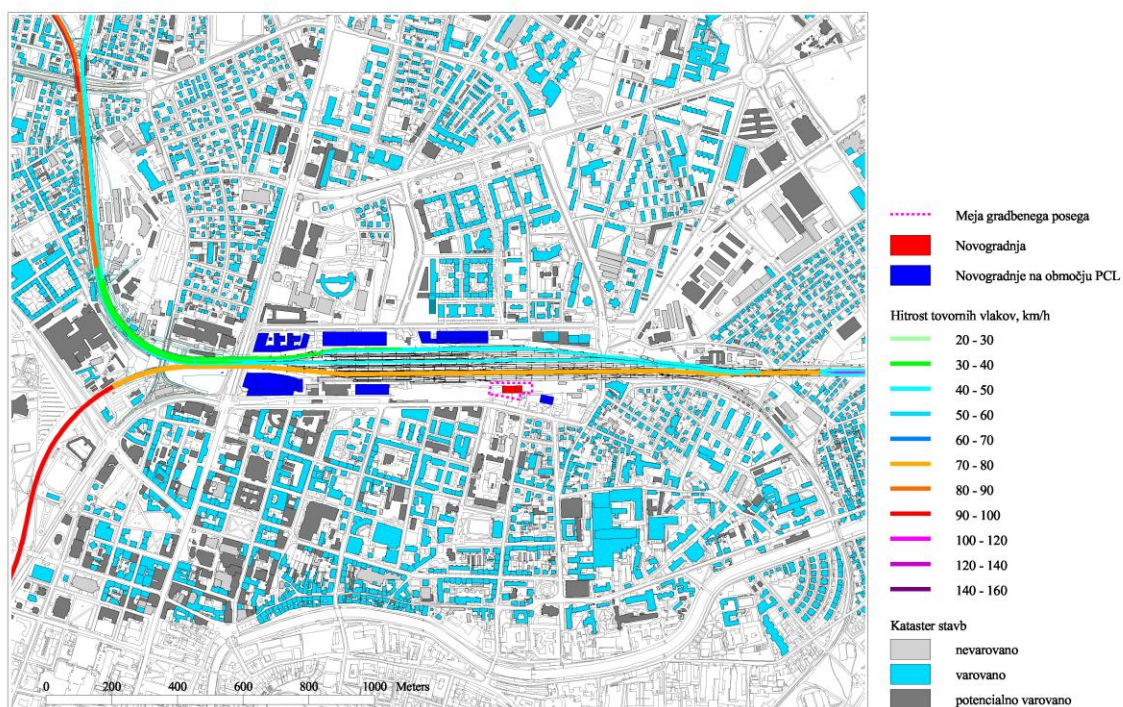 Meja gradbenega posega
Novogradnja
Novogradnje na območju PCL
Hitrost tovornih vlakov, km/h
20 - 30
30 - 40
40 - 50
50 - 60
60 - 70
70 - 80
80 - 90
90 - 100
100 - 120
120 - 140
140 - 160
Kataster stavb
nevarovano
varovano
potencialno varovano
0 200 400 600 800 1000 Meters